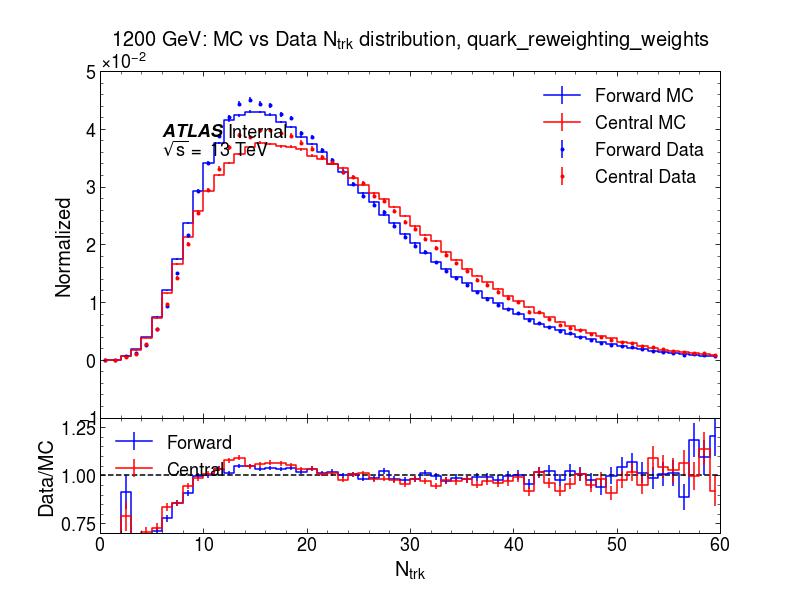 1200 GeV: MC vs Data N_trk distribution, quark_reweighting_weights
×10⁻²
5
4
3
2
1
0
−1
Normalized
ATLAS Internal
√s = 13 TeV
Forward MC
Central MC
Forward Data
Central Data
1.25
1.00
0.75
Data/MC
Forward
Central
0 10 20 30 40 50 60
N_trk